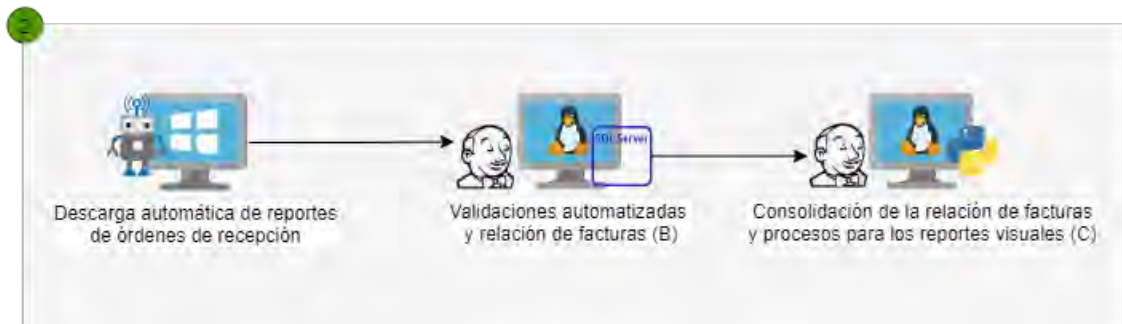 2
Descarga automática de reportes
de órdenes de recepción
SQL Server
Validaciones automatizadas
y relación de facturas (B)
Consolidación de la relación de facturas
y procesos para los reportes visuales (C)